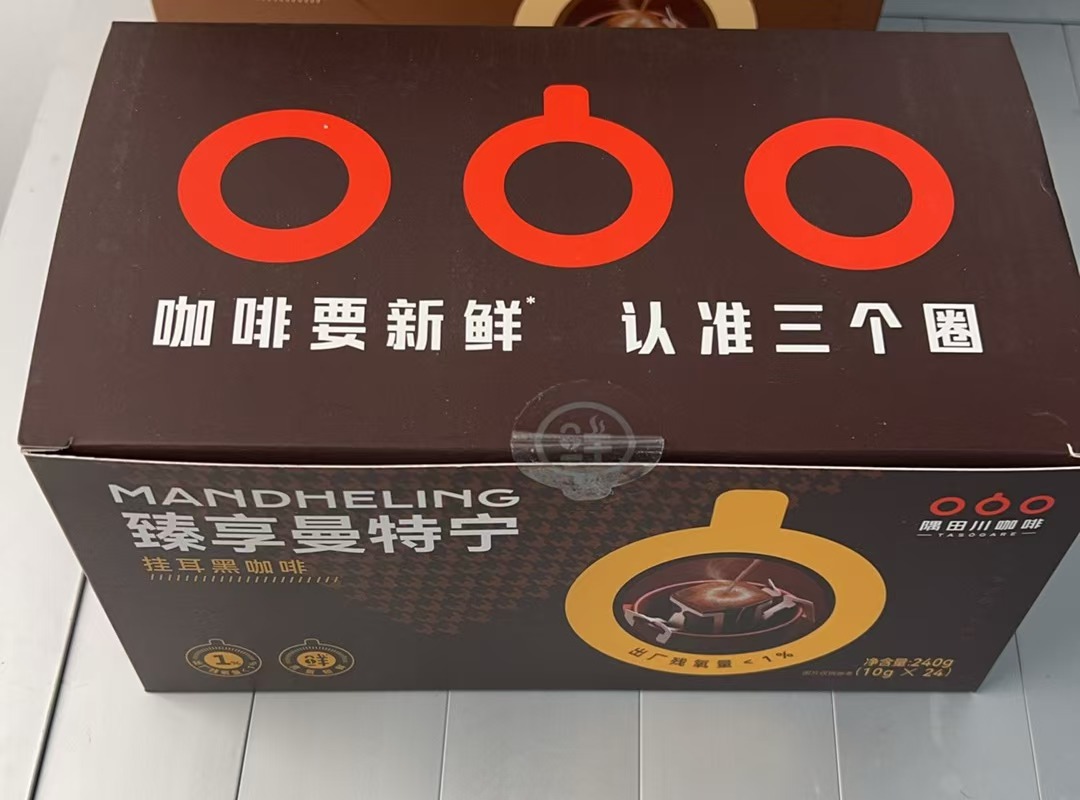 咖啡要新鲜* 认准三个圈
MANDHELING
臻享曼特宁
挂耳黑咖啡
隅田川咖啡
TASOGARE
1%
鲜
出厂残氧量<1%
净含量:240g
(10g × 24)